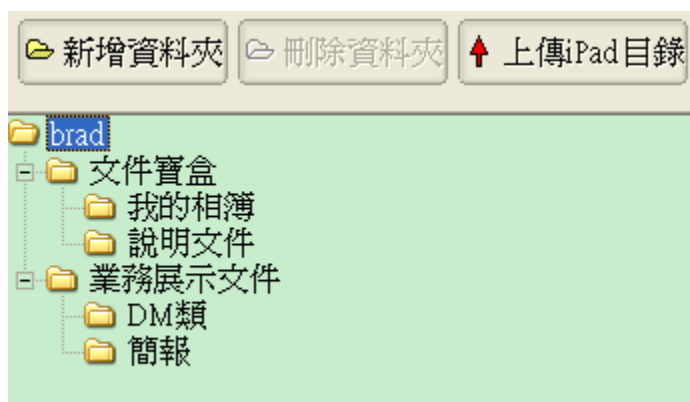 新增資料夾 刪除資料夾 上傳iPad目錄
brad
文件寶盒
我的相簿
說明文件
業務展示文件
DM類
簡報